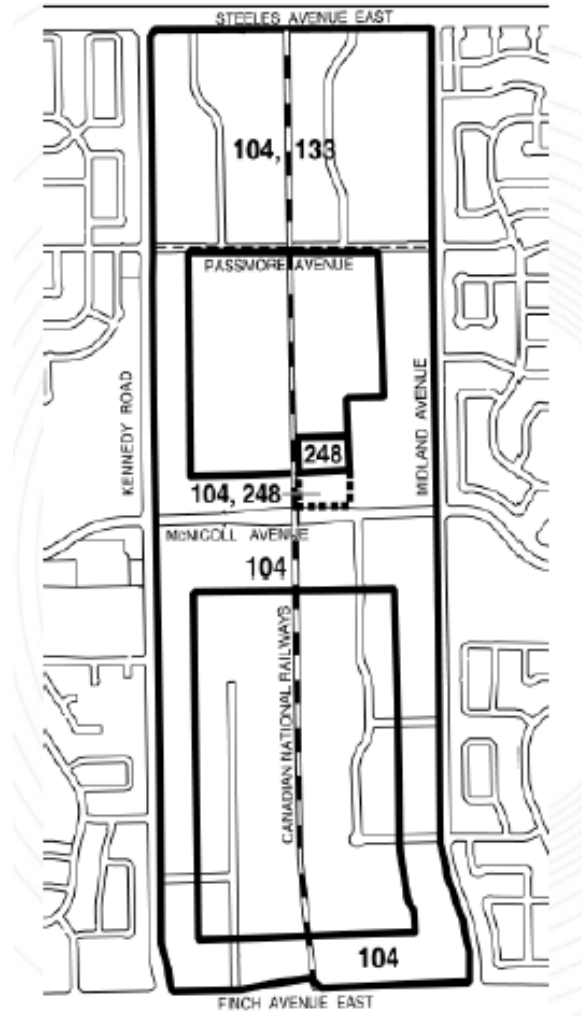 STEELES AVENUE EAST
104, 133
PASSMORE AVENUE
KENNEDY ROAD
MIDLAND AVENUE
248
104, 248
McNICOLL AVENUE
104
CANADIAN NATIONAL RAILWAYS
104
FINCH AVENUE EAST